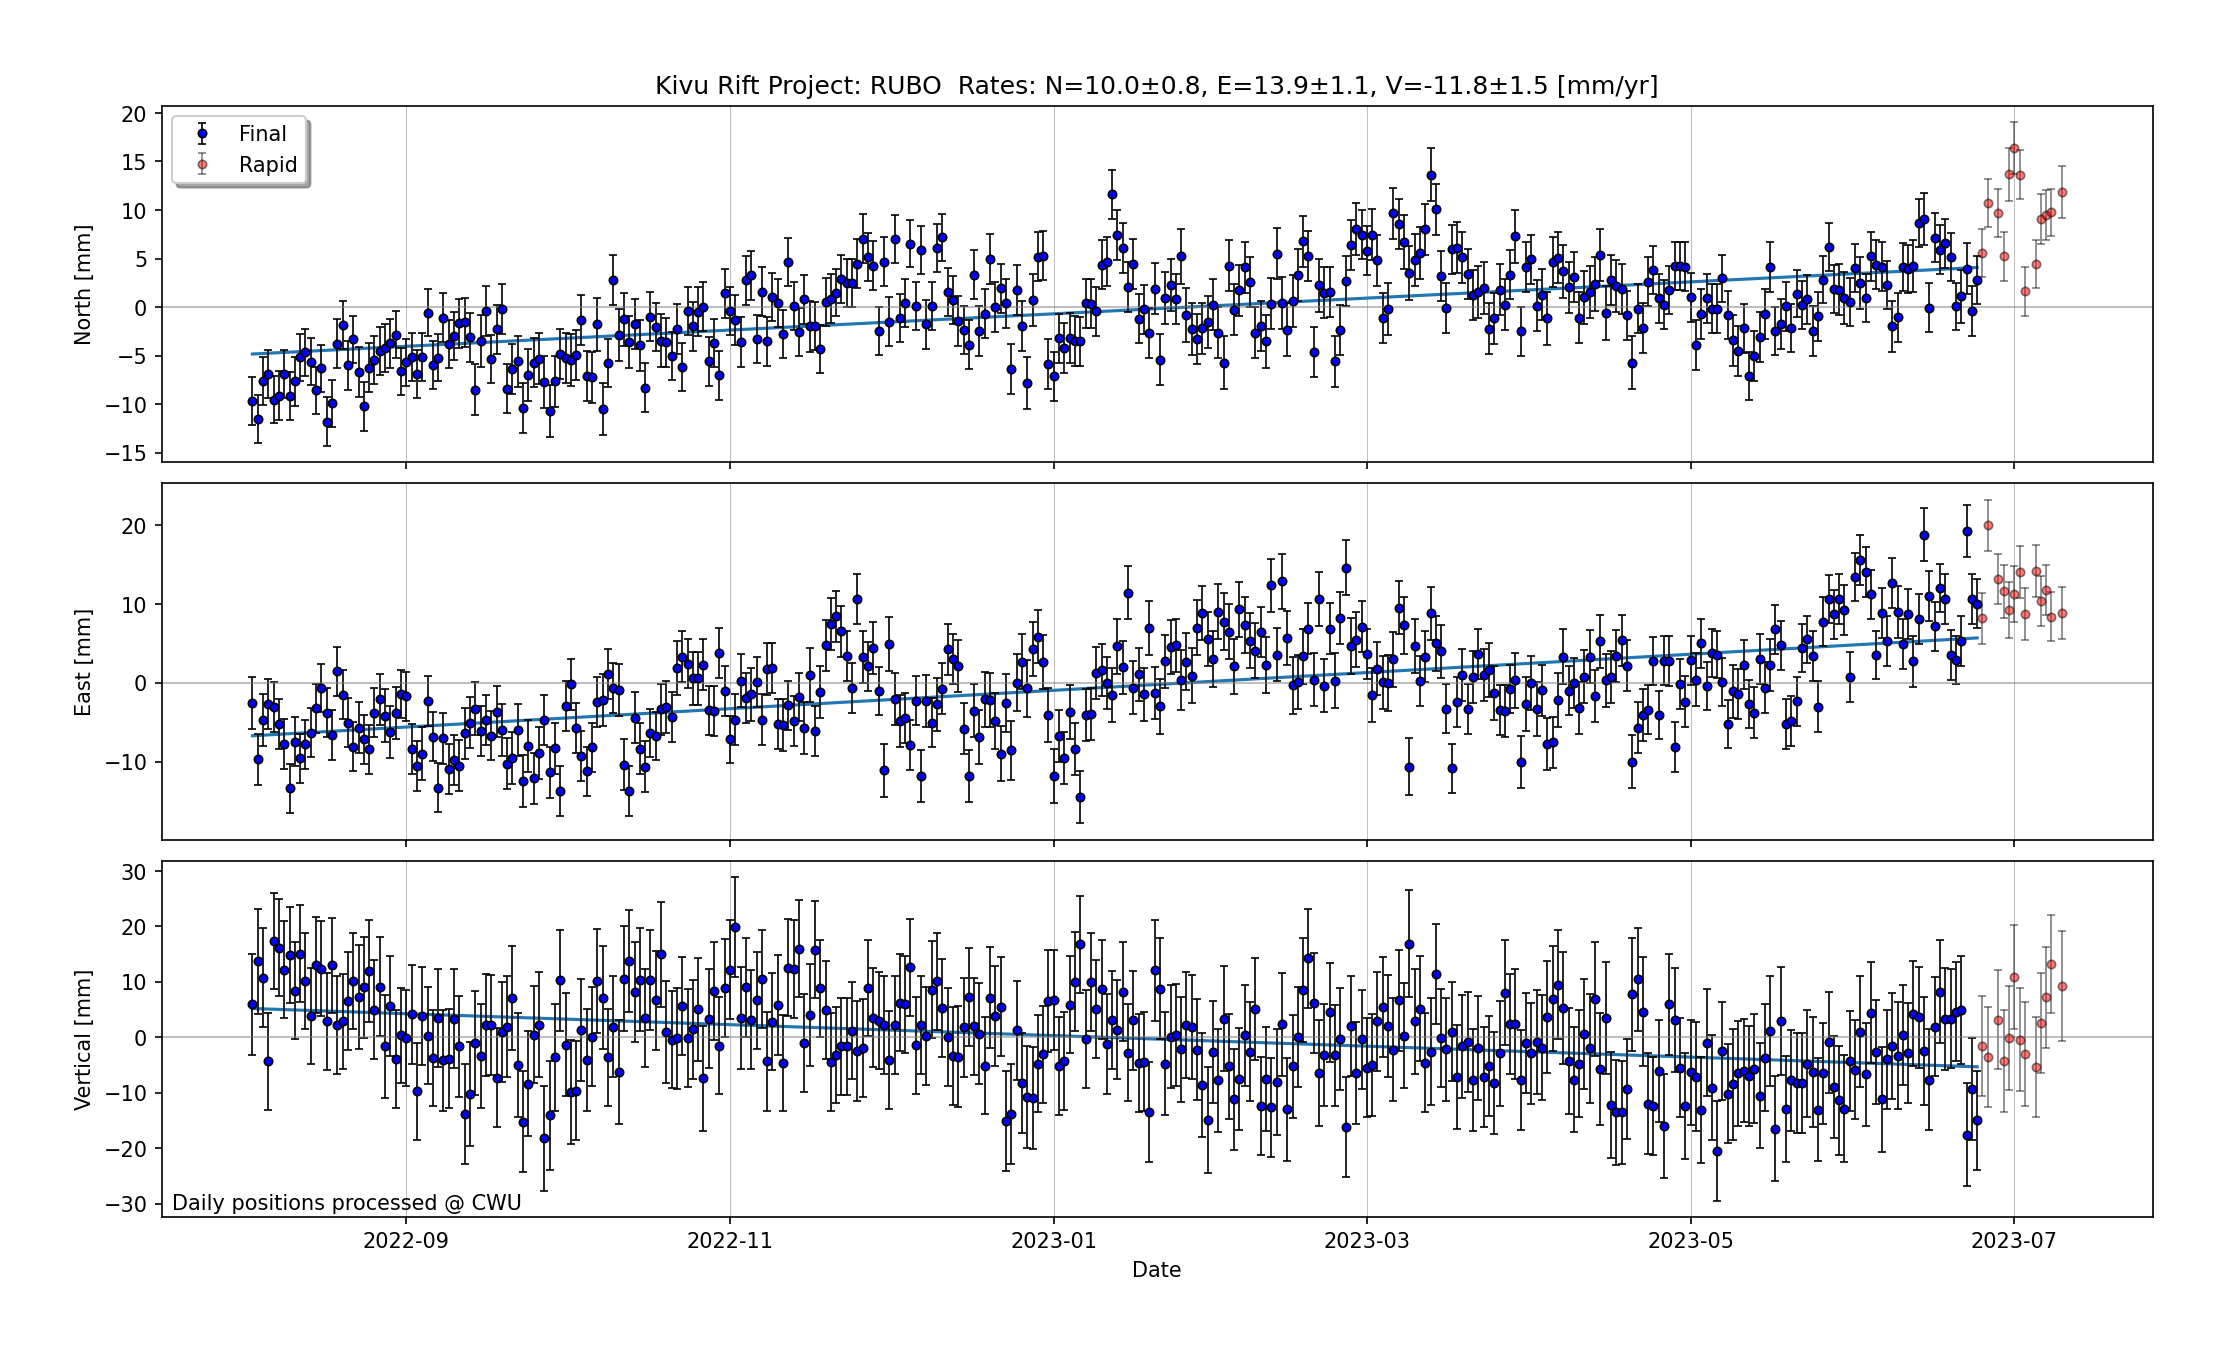 Kivu Rift Project: RUBO  Rates: N=10.0±0.8, E=13.9±1.1, V=-11.8±1.5 [mm/yr]
Final
Rapid
North [mm]
20
15
10
5
0
−5
−10
−15
East [mm]
20
10
0
−10
Vertical [mm]
30
20
10
0
−10
−20
−30
Daily positions processed @ CWU
2022-09 2022-11 2023-01 2023-03 2023-05 2023-07
Date